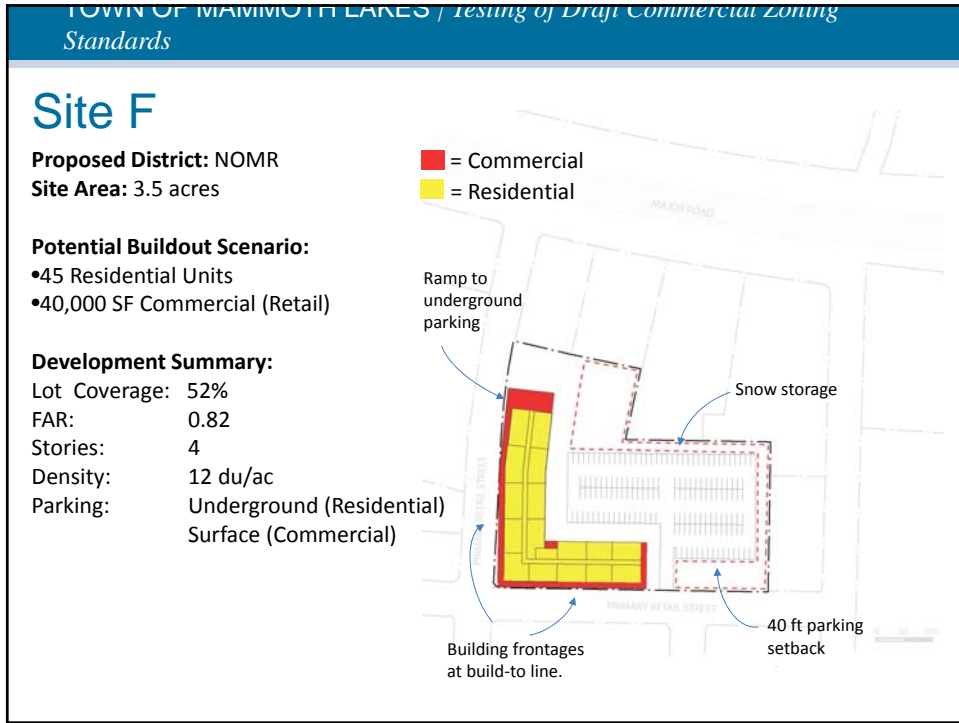 TOWN OF MAMMOTH LAKES / Testing of Draft Commercial Zoning
Standards
Site F
Proposed District: NOMR
Site Area: 3.5 acres
= Commercial
= Residential
Potential Buildout Scenario:
•45 Residential Units
•40,000 SF Commercial (Retail)
Development Summary:
Lot Coverage: 52%
FAR: 0.82
Stories: 4
Density: 12 du/ac
Parking: Underground (Residential)
Surface (Commercial)
MAJOR ROAD
Ramp to
underground
parking
Snow storage
PRIMARY RETAIL STREET
PRIMARY RETAIL STREET
Building frontages
at build-to line.
40 ft parking
setback